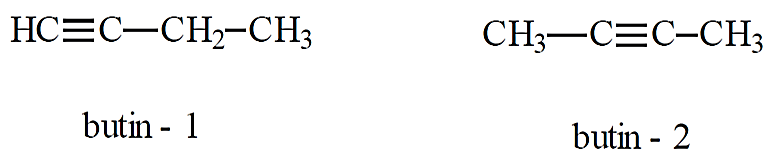 HC≡C—CH₂—CH₃
CH₃—C≡C—CH₃
butin - 1
butin - 2